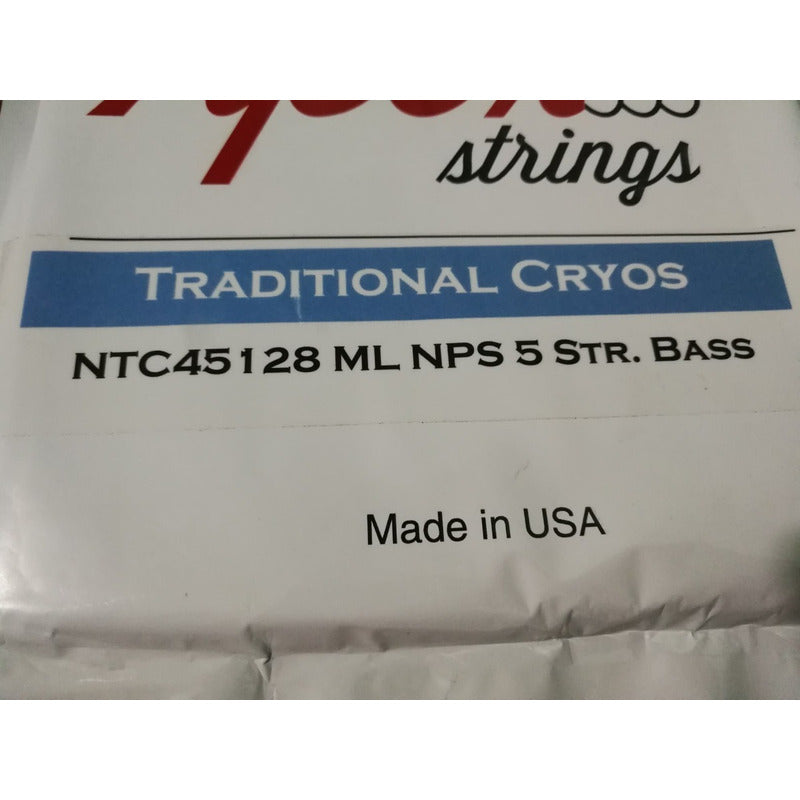 strings
TRADITIONAL CRYOS
NTC45128 ML NPS 5 STR. BASS
Made in USA